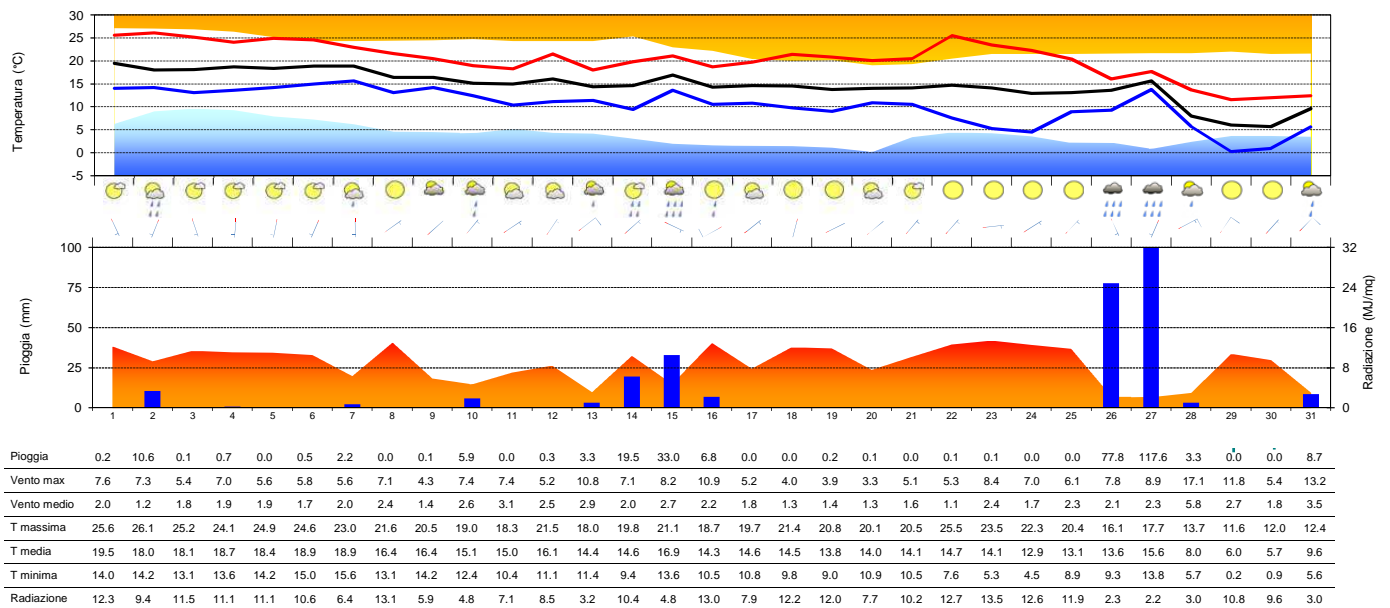 Temperatura (°C)
30
25
20
15
10
5
0
-5
Pioggia (mm)
100
75
50
25
0
32
24
16
8
0
Radiazione (MJ/mq)
1 2 3 4 5 6 7 8 9 10 11 12 13 14 15 16 17 18 19 20 21 22 23 24 25 26 27 28 29 30 31
Pioggia 0.2 10.6 0.1 0.7 0.0 0.5 2.2 0.0 0.1 5.9 0.0 0.3 3.3 19.5 33.0 6.8 0.0 0.0 0.2 0.1 0.0 0.1 0.1 0.0 0.0 77.8 117.6 3.3 0.0 0.0 8.7
Vento max 7.6 7.3 5.4 7.0 5.6 5.8 5.6 7.1 4.3 7.4 7.4 5.2 10.8 7.1 8.2 10.9 5.2 4.0 3.9 3.3 5.1 5.3 8.4 7.0 6.1 7.8 8.9 17.1 11.8 5.4 13.2
Vento medio 2.0 1.2 1.8 1.9 1.9 1.7 2.0 2.4 1.4 2.6 3.1 2.5 2.9 2.0 2.7 2.2 1.8 1.3 1.4 1.3 1.6 1.1 2.4 1.7 2.3 2.1 2.3 5.8 2.7 1.8 3.5
T massima 25.6 26.1 25.2 24.1 24.9 24.6 23.0 21.6 20.5 19.0 18.3 21.5 18.0 19.8 21.1 18.7 19.7 21.4 20.8 20.1 20.5 25.5 23.5 22.3 20.4 16.1 17.7 13.7 11.6 12.0 12.4
T media 19.5 18.0 18.1 18.7 18.4 18.9 18.9 16.4 16.4 15.1 15.0 16.1 14.4 14.6 16.9 14.3 14.6 14.5 13.8 14.0 14.1 14.7 14.1 12.9 13.1 13.6 15.6 8.0 6.0 5.7 9.6
T minima 14.0 14.2 13.1 13.6 14.2 15.0 15.6 13.1 14.2 12.4 10.4 11.1 11.4 9.4 13.6 10.5 10.8 9.8 9.0 10.9 10.5 7.6 5.3 4.5 8.9 9.3 13.8 5.7 0.2 0.9 5.6
Radiazione 12.3 9.4 11.5 11.1 11.1 10.6 6.4 13.1 5.9 4.8 7.1 8.5 3.2 10.4 4.8 13.0 7.9 12.2 12.0 7.7 10.2 12.7 13.5 12.6 11.9 2.3 2.2 3.0 10.8 9.6 3.0